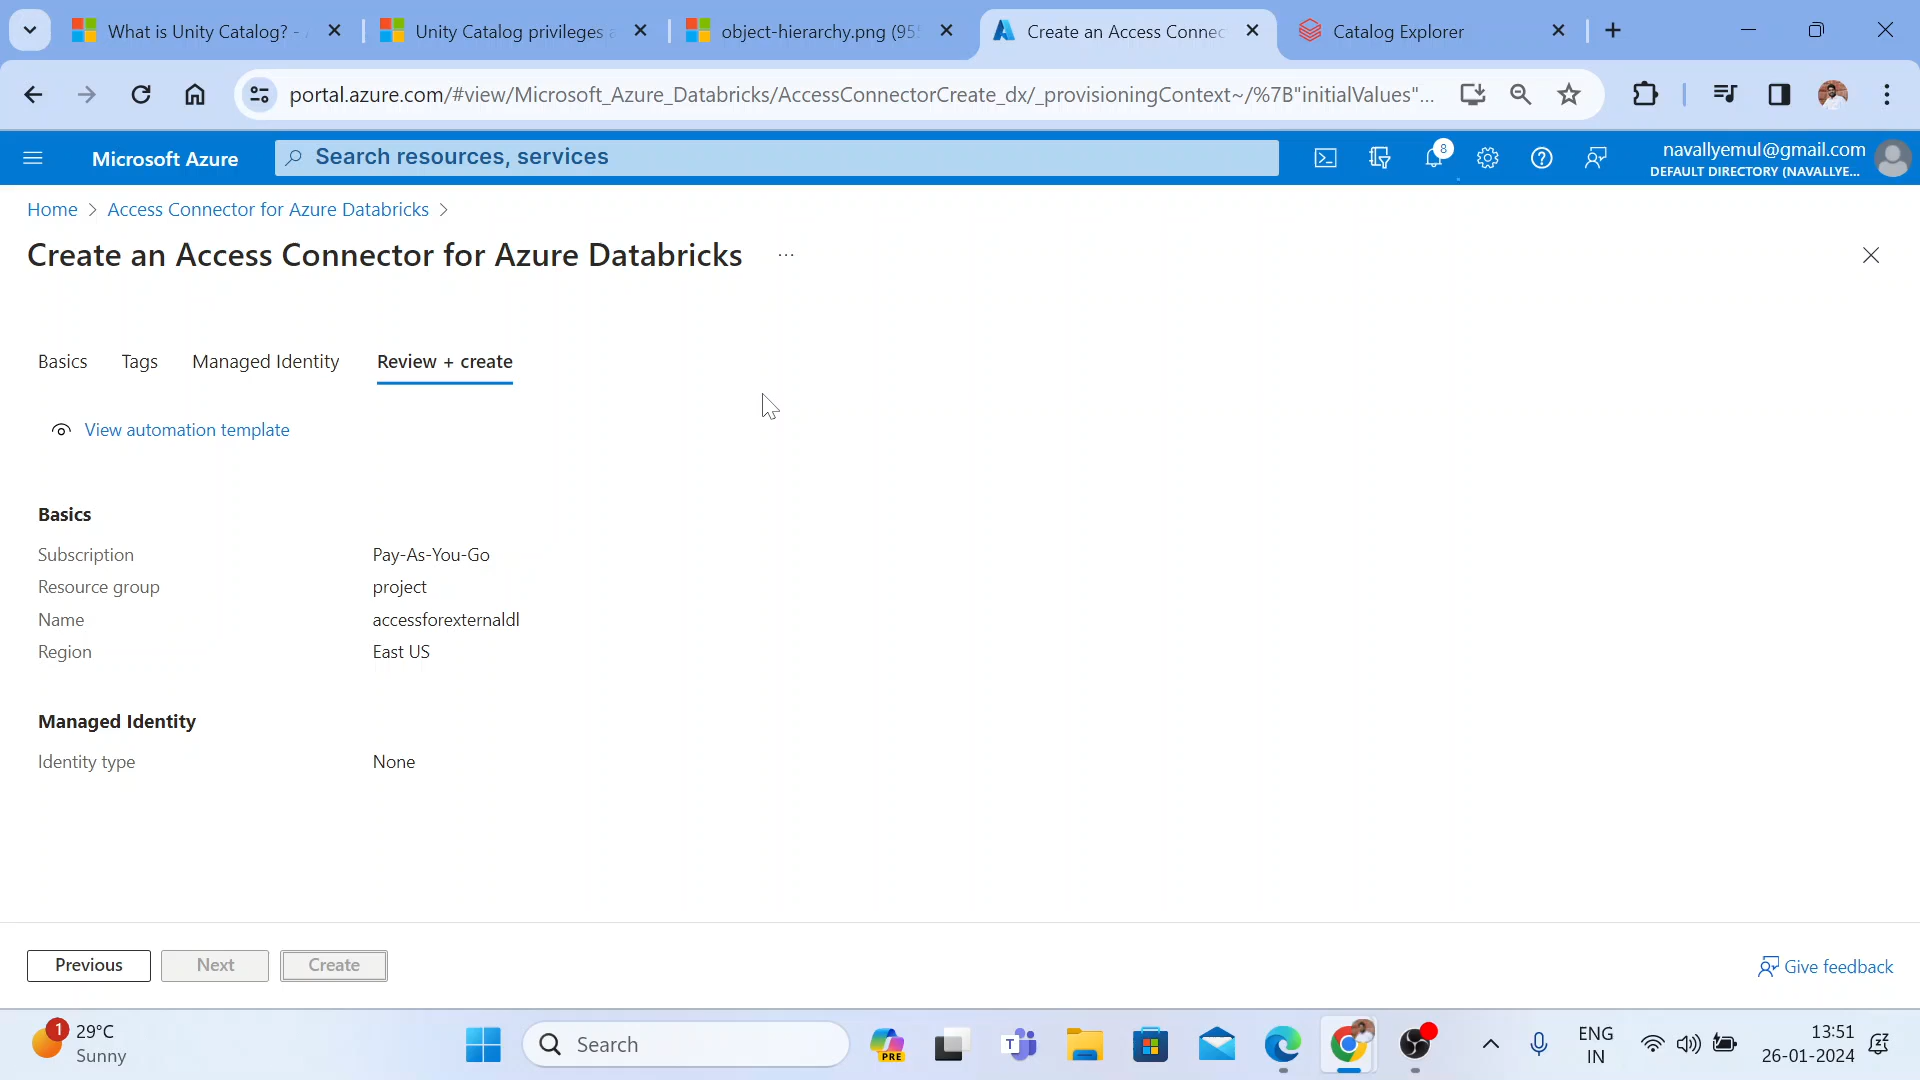 What is Unity Catalog? -
Unity Catalog privileges
object-hierarchy.png (95
Create an Access Connec
Catalog Explorer
portal.azure.com/#view/Microsoft_Azure_Databricks/AccessConnectorCreate_dx/_provisioningContext~/%7B"initialValues"...
Microsoft Azure
Search resources, services
8
navallyemul@gmail.com
DEFAULT DIRECTORY (NAVALLYE...
Home > Access Connector for Azure Databricks >
Create an Access Connector for Azure Databricks ...
Basics Tags Managed Identity Review + create
View automation template
Basics
Subscription Pay-As-You-Go
Resource group project
Name accessforexternaldl
Region East US
Managed Identity
Identity type None
Previous Next Create
Give feedback
1
29°C
Sunny
Search
PRE
T
ENG
IN
13:51
26-01-2024